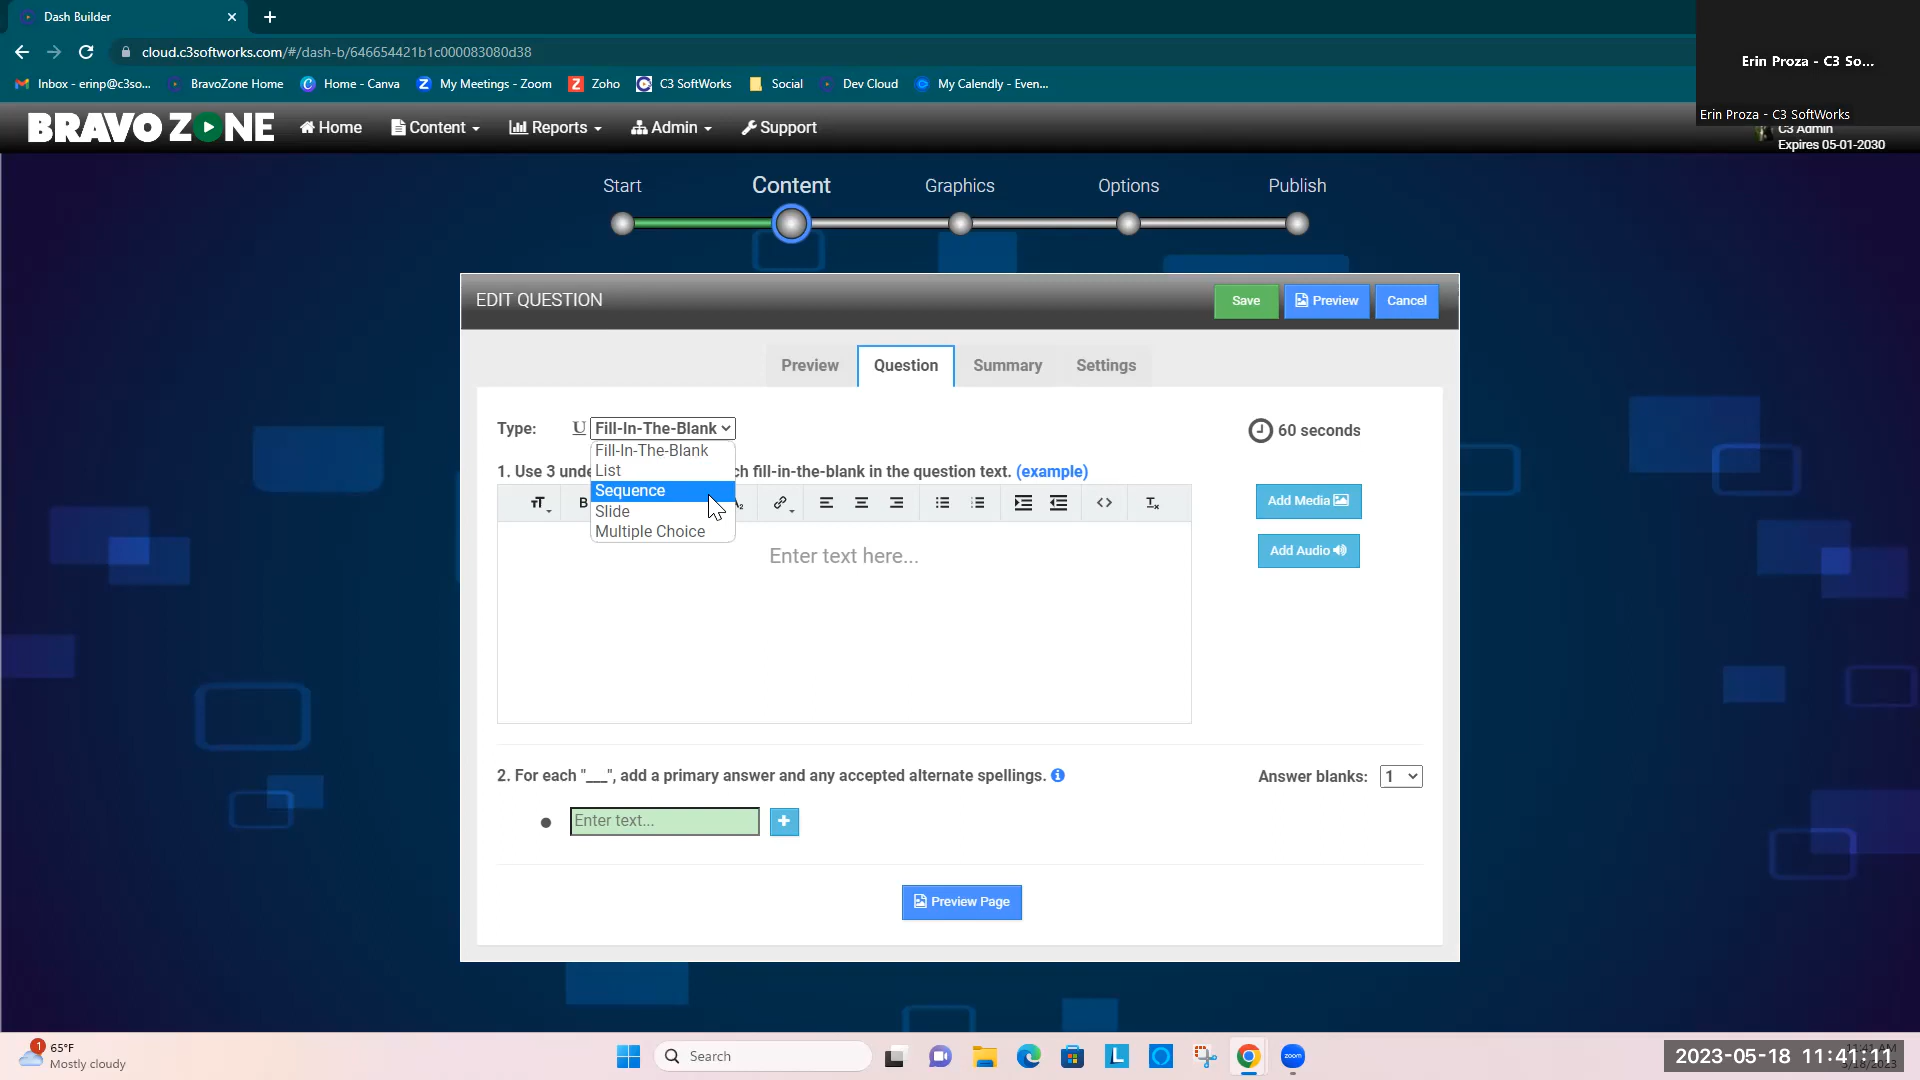 Dash Builder
cloud.c3softworks.com/#/dash-b/646654421b1c000083080d38
Inbox - erinp@c3so... BravoZone Home Home - Canva My Meetings - Zoom Zoho C3 SoftWorks Social Dev Cloud My Calendly - Even...
Erin Proza - C3 So...
Erin Proza - C3 SoftWorks
BRAVO ZONE Home Content Reports Admin Support
C3 Admin
Expires 05-01-2030
Start Content Graphics Options Publish
EDIT QUESTION Save Preview Cancel
Preview Question Summary Settings
Type: U Fill-In-The-Blank 60 seconds
Fill-In-The-Blank
List
Sequence
Slide
Multiple Choice
1. Use 3 unde ch fill-in-the-blank in the question text. (example)
Add Media
Enter text here...
Add Audio
2. For each "___", add a primary answer and any accepted alternate spellings. Answer blanks: 1
Enter text...
Preview Page
1 65°F
Mostly cloudy
Search
zoom
2023-05-18 11:41:11